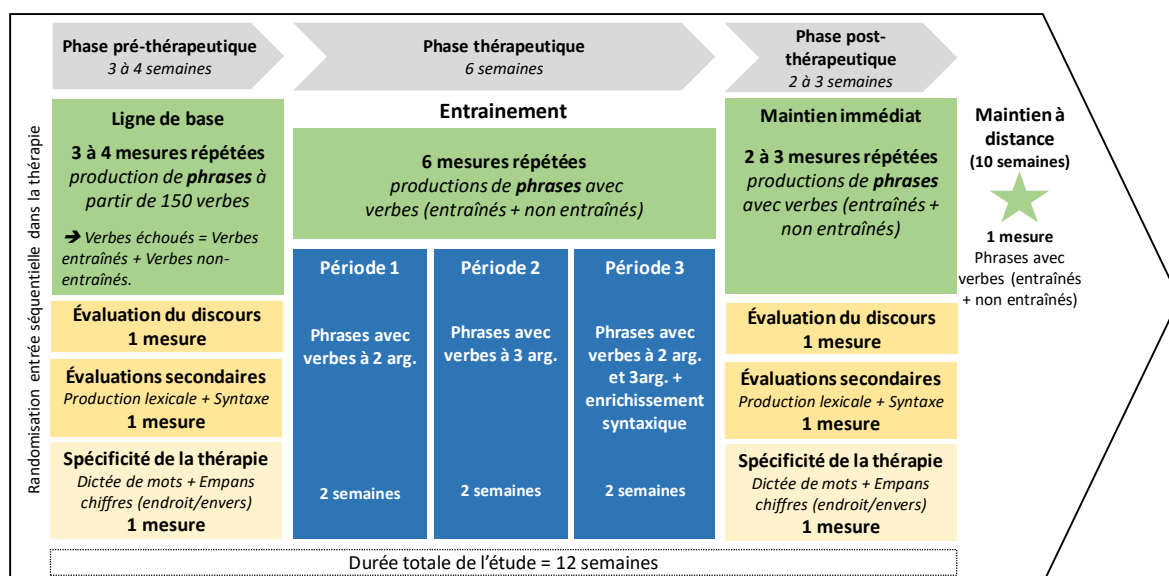 Randomisation entrée séquentielle dans la thérapie
Phase pré-thérapeutique
3 à 4 semaines
Phase thérapeutique
6 semaines
Phase post-
thérapeutique
2 à 3 semaines
Ligne de base
3 à 4 mesures répétées
production de phrases à
partir de 150 verbes
➔ Verbes échoués = Verbes
entraînés + Verbes non-
entraînés.
Évaluation du discours
1 mesure
Évaluations secondaires
Production lexicale + Syntaxe
1 mesure
Spécificité de la thérapie
Dictée de mots + Empans
chiffres (endroit/envers)
1 mesure
Entrainement
6 mesures répétées
productions de phrases avec
verbes (entraînés + non entraînés)
Période 1
Phrases avec
verbes à 2 arg.
2 semaines
Période 2
Phrases avec
verbes à 3 arg.
2 semaines
Période 3
Phrases avec
verbes à 2 arg.
et 3arg. +
enrichissement
syntaxique
2 semaines
Maintien immédiat
2 à 3 mesures répétées
productions de phrases
avec verbes (entraînés +
non entraînés)
Évaluation du discours
1 mesure
Évaluations secondaires
Production lexicale + Syntaxe
1 mesure
Spécificité de la thérapie
Dictée de mots + Empans
chiffres (endroit/envers)
1 mesure
Maintien à
distance
(10 semaines)
1 mesure
Phrases avec
verbes (entraînés
+ non entraînés)
Durée totale de l'étude = 12 semaines